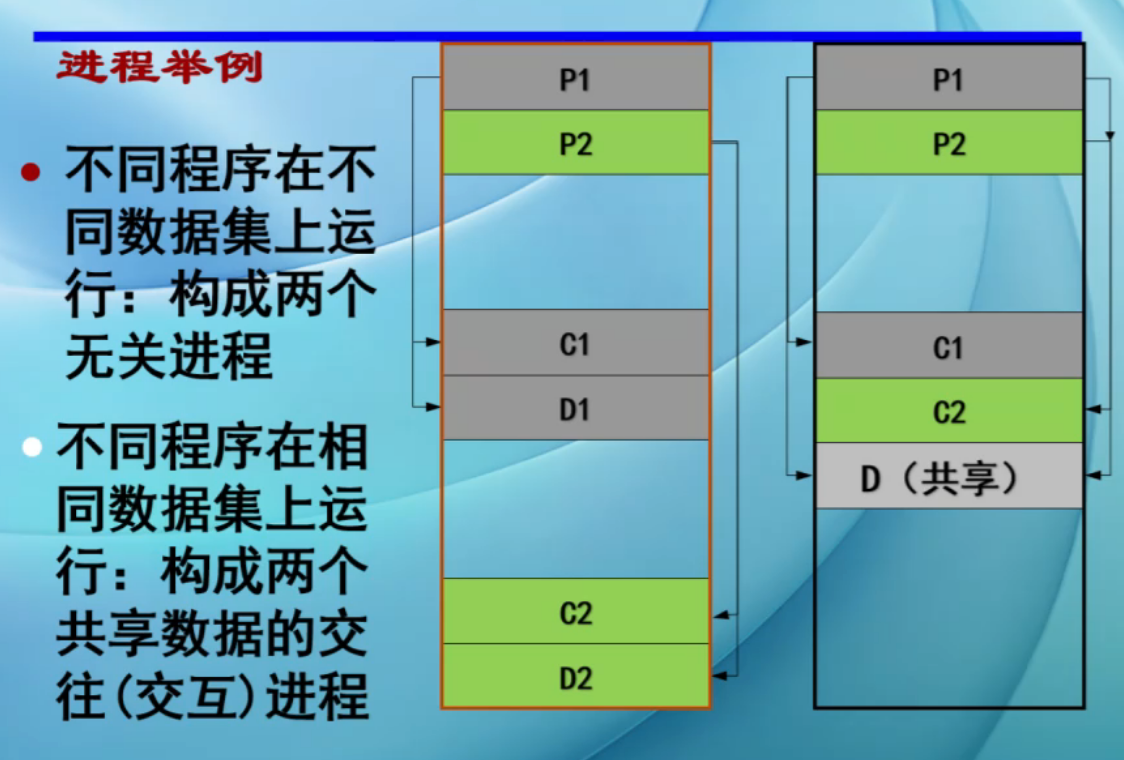 进程举例
不同程序在不
同数据集上运
行：构成两个
无关进程
不同程序在相
同数据集上运
行：构成两个
共享数据的交
往(交互)进程
P1
P2
C1
D1
C2
D2
P1
P2
C1
C2
D（共享）